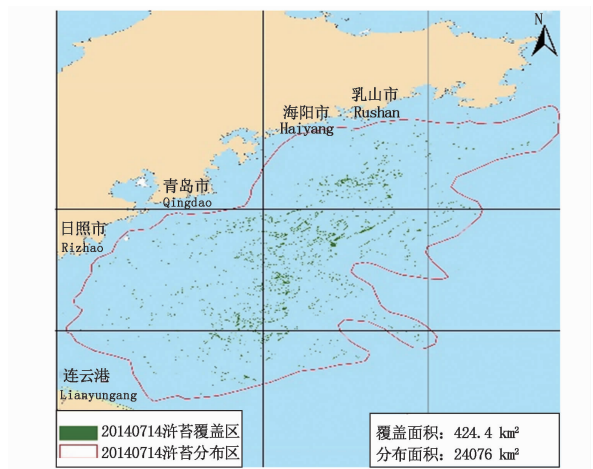 N
乳山市
Rushan
海阳市
Haiyang
青岛市
Qingdao
日照市
Rizhao
连云港
Lianyungang
20140714浒苔覆盖区
20140714浒苔分布区
覆盖面积：424.4 km²
分布面积：24076 km²